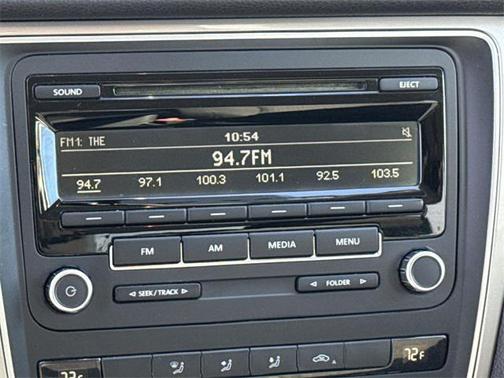 SOUND EJECT
FM1: THE 10:54
94.7FM
94.7 97.1 100.3 101.1 92.5 103.5
FM AM MEDIA MENU
SEEK/TRACK FOLDER
72F 72F